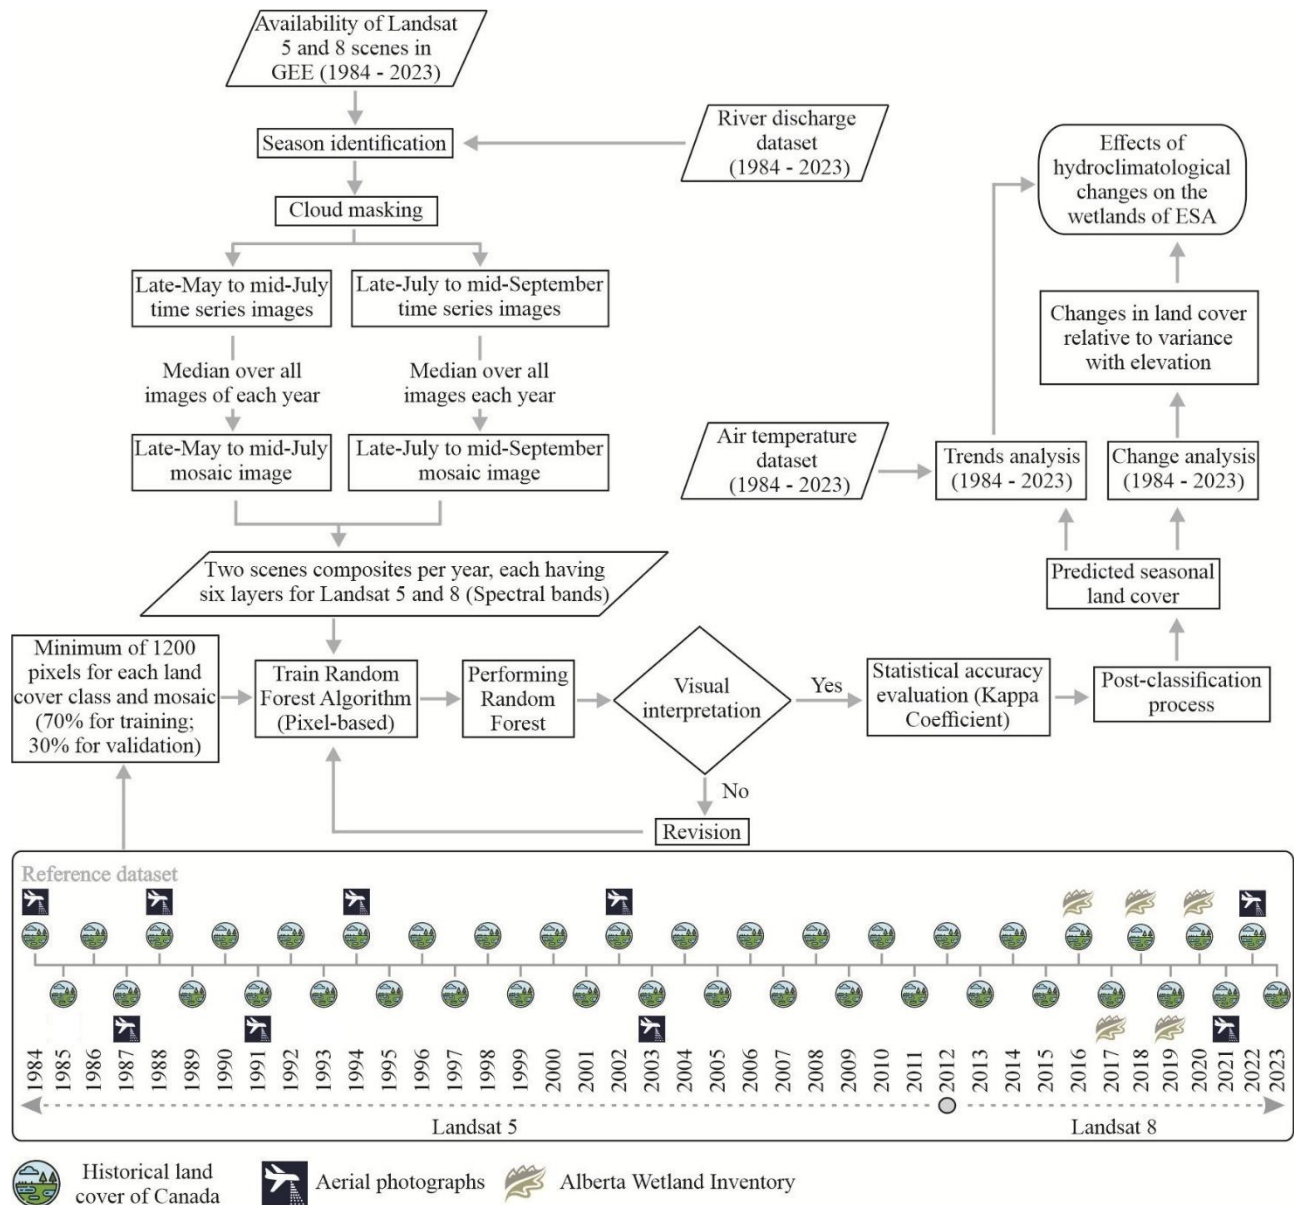 Availability of Landsat
5 and 8 scenes in
GEE (1984 - 2023)
Season identification
River discharge
dataset
(1984 - 2023)
Cloud masking
Late-May to mid-July
time series images
Late-July to mid-September
time series images
Median over all
images of each year
Median over all
images each year
Late-May to mid-July
mosaic image
Late-July to mid-September
mosaic image
Two scenes composites per year, each having
six layers for Landsat 5 and 8 (Spectral bands)
Effects of
hydroclimatological
changes on the
wetlands of ESA
Changes in land cover
relative to variance
with elevation
Air temperature
dataset
(1984 - 2023)
Trends analysis
(1984 - 2023)
Change analysis
(1984 - 2023)
Predicted seasonal
land cover
Minimum of 1200
pixels for each land
cover class and mosaic
(70% for training;
30% for validation)
Train Random
Forest Algorithm
(Pixel-based)
Performing
Random
Forest
Visual
interpretation
Yes
Statistical accuracy
evaluation (Kappa
Coefficient)
Post-classification
process
No
Revision
Reference dataset
1984
1985
1986
1987
1988
1989
1990
1991
1992
1993
1994
1995
1996
1997
1998
1999
2000
2001
2002
2003
2004
2005
2006
2007
2008
2009
2010
2011
2012
2013
2014
2015
2016
2017
2018
2019
2020
2021
2022
2023
Landsat 5
Landsat 8
Historical land
cover of Canada
Aerial photographs
Alberta Wetland Inventory